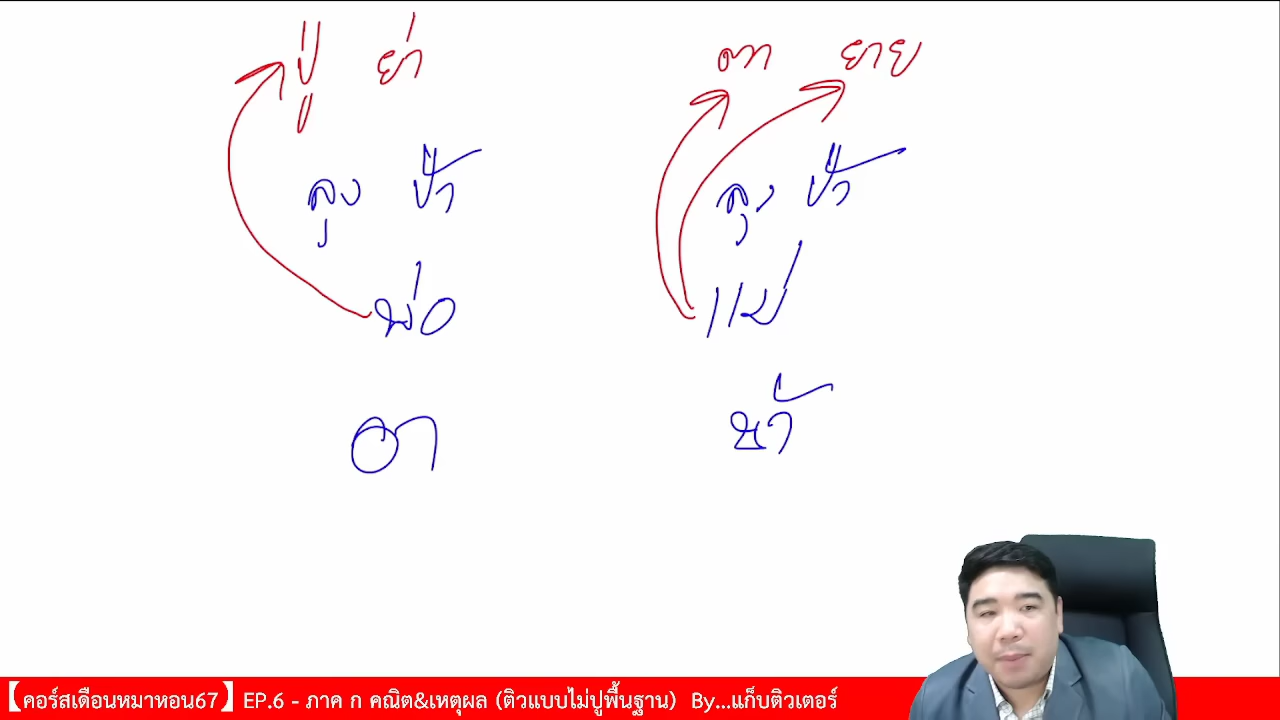 ปู่ ย่า ตา ยาย
ลุง ป้า ลุง ป้า
พ่อ แม่
อา น้า
【คอร์สเดือนหมาหอน67】 EP.6 - ภาค ก คณิต&เหตุผล (ติวแบบไม่ปูพื้นฐาน) By...แก็บติวเตอร์